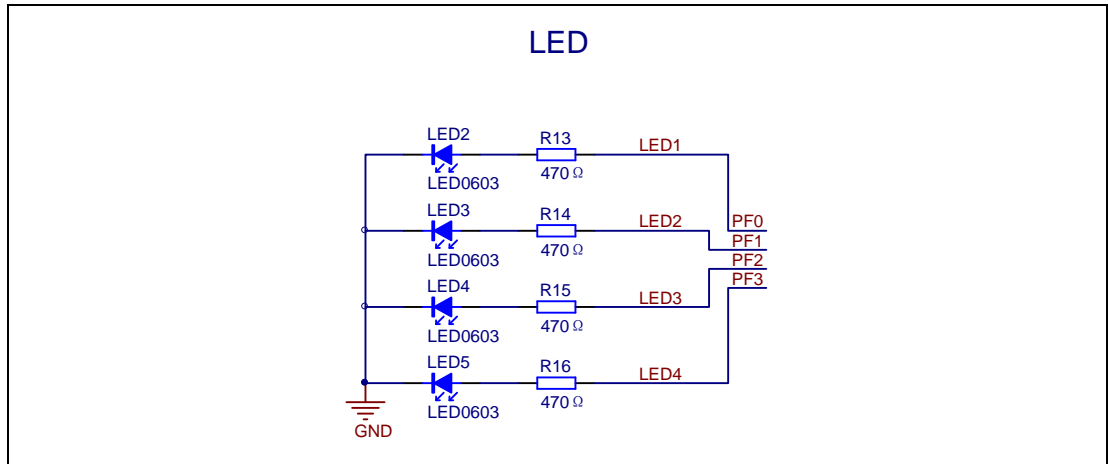 LED
LED2
R13
LED1
470 Ω
LED0603
LED3
R14
LED2
PF0
470 Ω
PF1
LED0603
PF2
LED4
R15
PF3
LED3
470 Ω
LED0603
LED5
R16
LED4
470 Ω
LED0603
GND